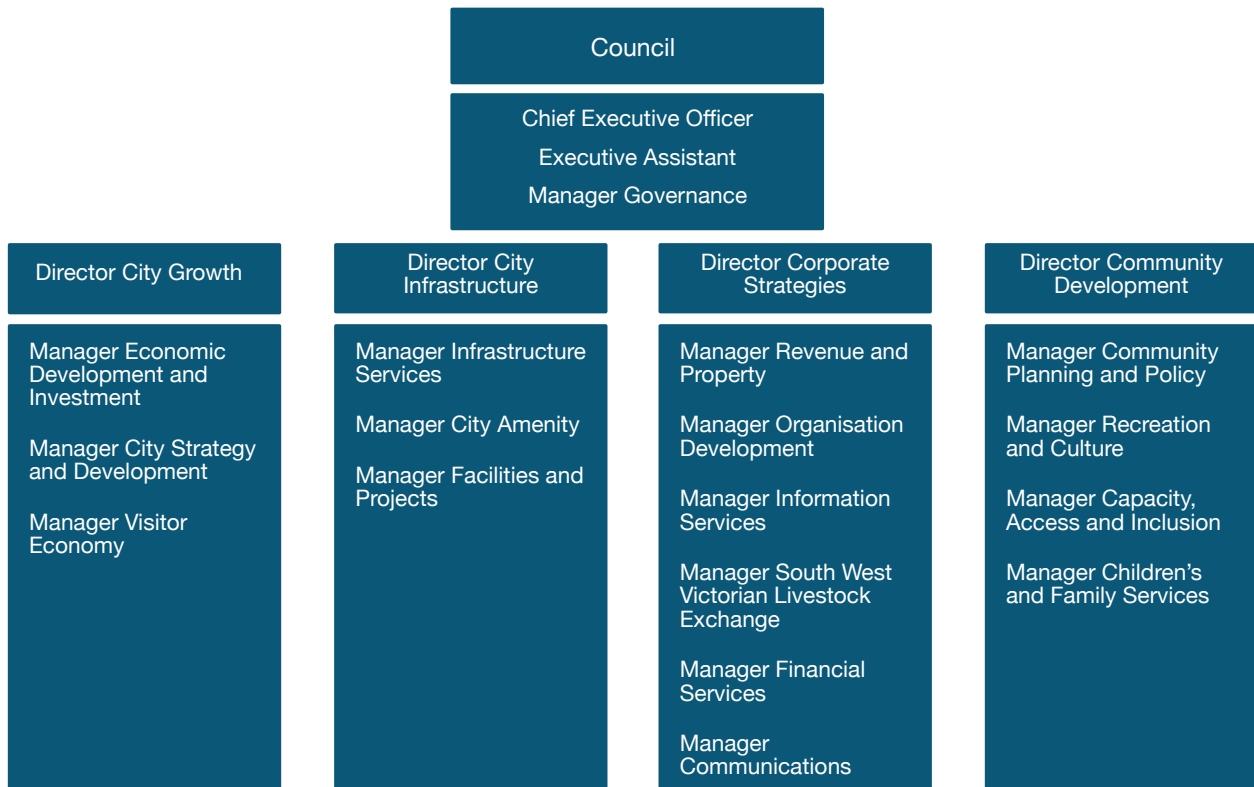 Council
Chief Executive Officer
Executive Assistant
Manager Governance
Director City Growth
Manager Economic
Development and
Investment
Manager City Strategy
and Development
Manager Visitor
Economy
Director City
Infrastructure
Manager Infrastructure
Services
Manager City Amenity
Manager Facilities and
Projects
Director Corporate
Strategies
Manager Revenue and
Property
Manager Organisation
Development
Manager Information
Services
Manager South West
Victorian Livestock
Exchange
Manager Financial
Services
Manager
Communications
Director Community
Development
Manager Community
Planning and Policy
Manager Recreation
and Culture
Manager Capacity,
Access and Inclusion
Manager Children’s
and Family Services